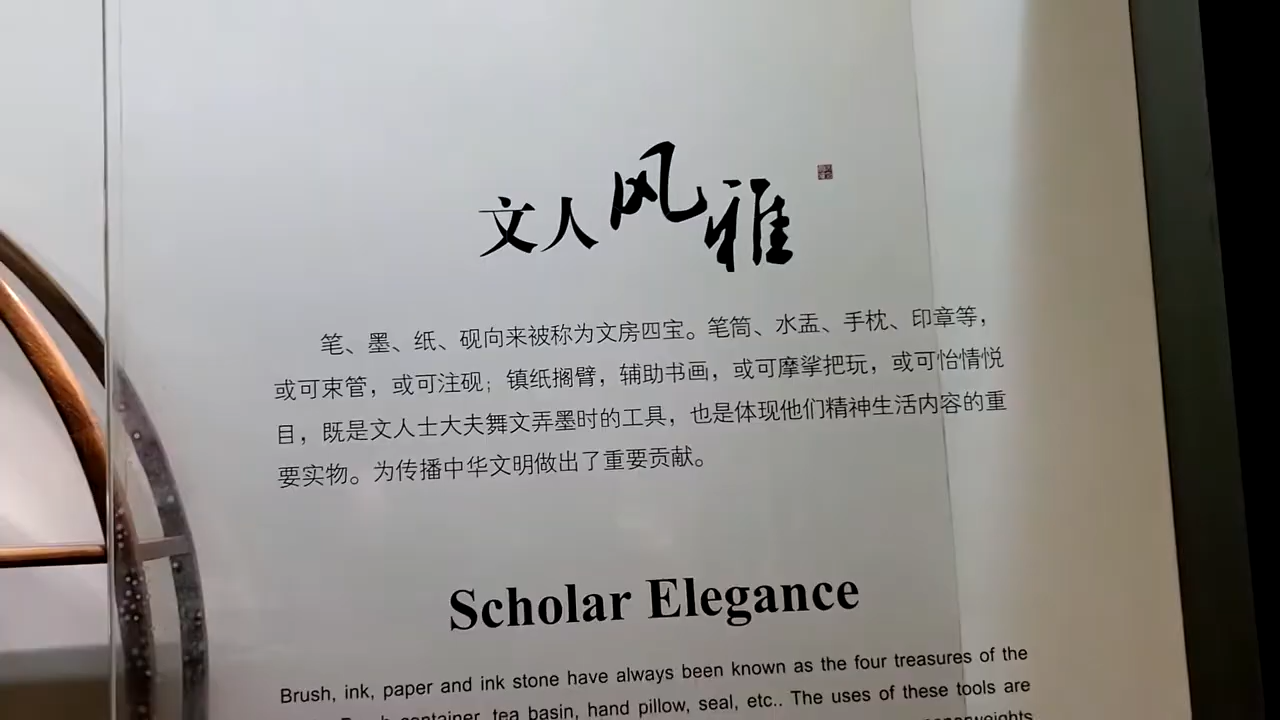 文人风雅
笔、墨、纸、砚向来被称为文房四宝。笔筒、水盂、手枕、印章等，
或可束管，或可注砚；镇纸搁臂，辅助书画，或可摩挲把玩，或可怡情悦
目，既是文人士大夫舞文弄墨时的工具，也是体现他们精神生活内容的重
要实物。为传播中华文明做出了重要贡献。
Scholar Elegance
Brush, ink, paper and ink stone have always been known as the four treasures of the
container, tea basin, hand pillow, seal, etc.. The uses of these tools are